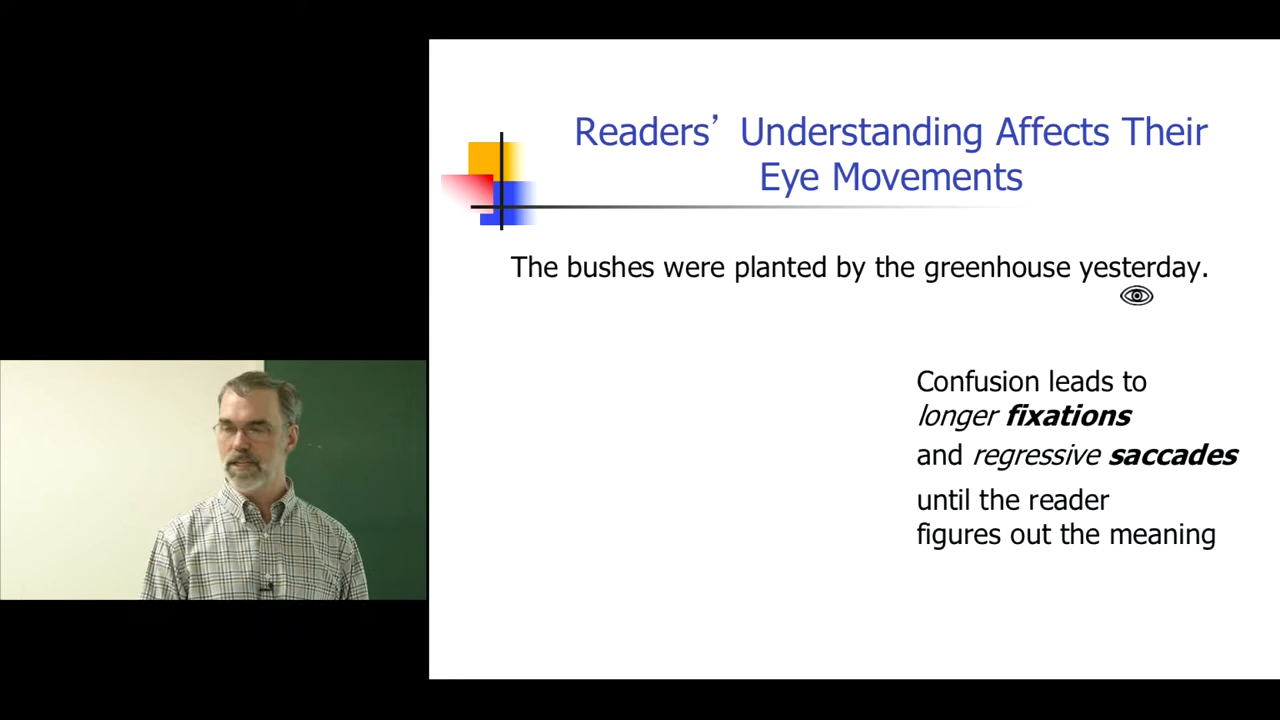 Readers’ Understanding Affects Their
Eye Movements
The bushes were planted by the greenhouse yesterday.
Confusion leads to
longer fixations
and regressive saccades
until the reader
figures out the meaning